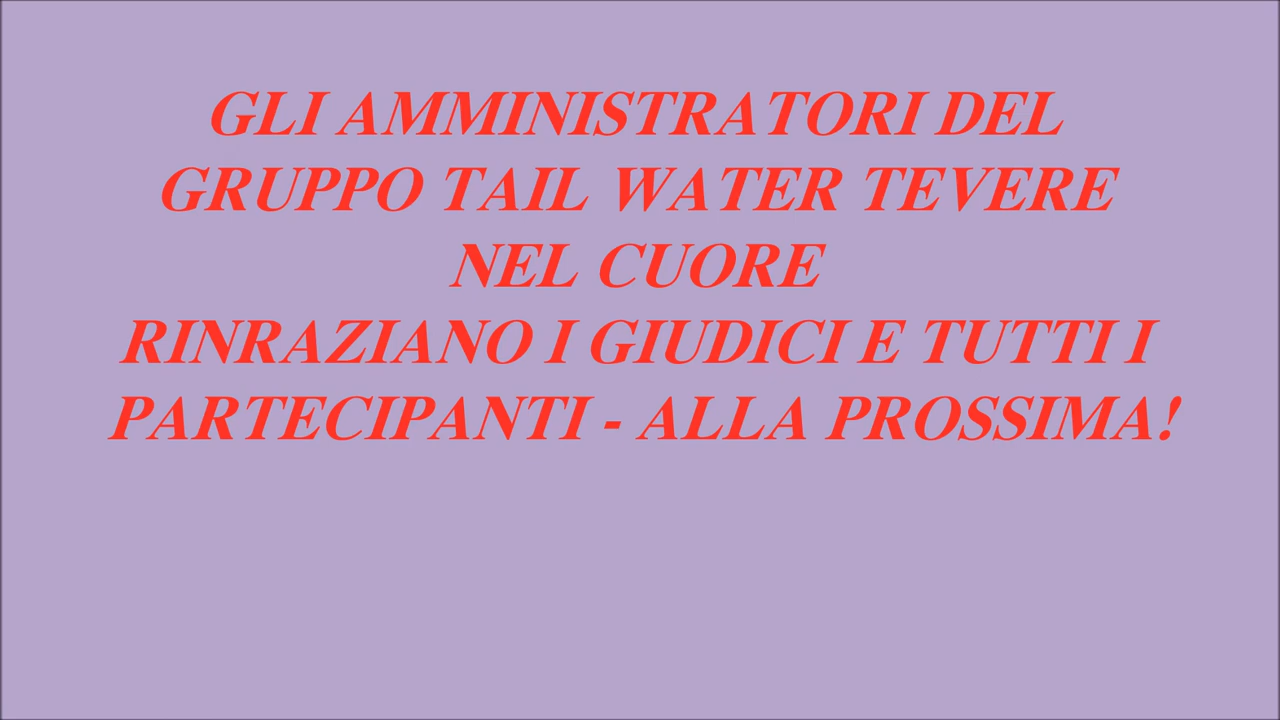 GLI AMMINISTRATORI DEL
GRUPPO TAIL WATER TEVERE
NEL CUORE
RINRAZIANO I GIUDICI E TUTTI I
PARTECIPANTI - ALLA PROSSIMA!